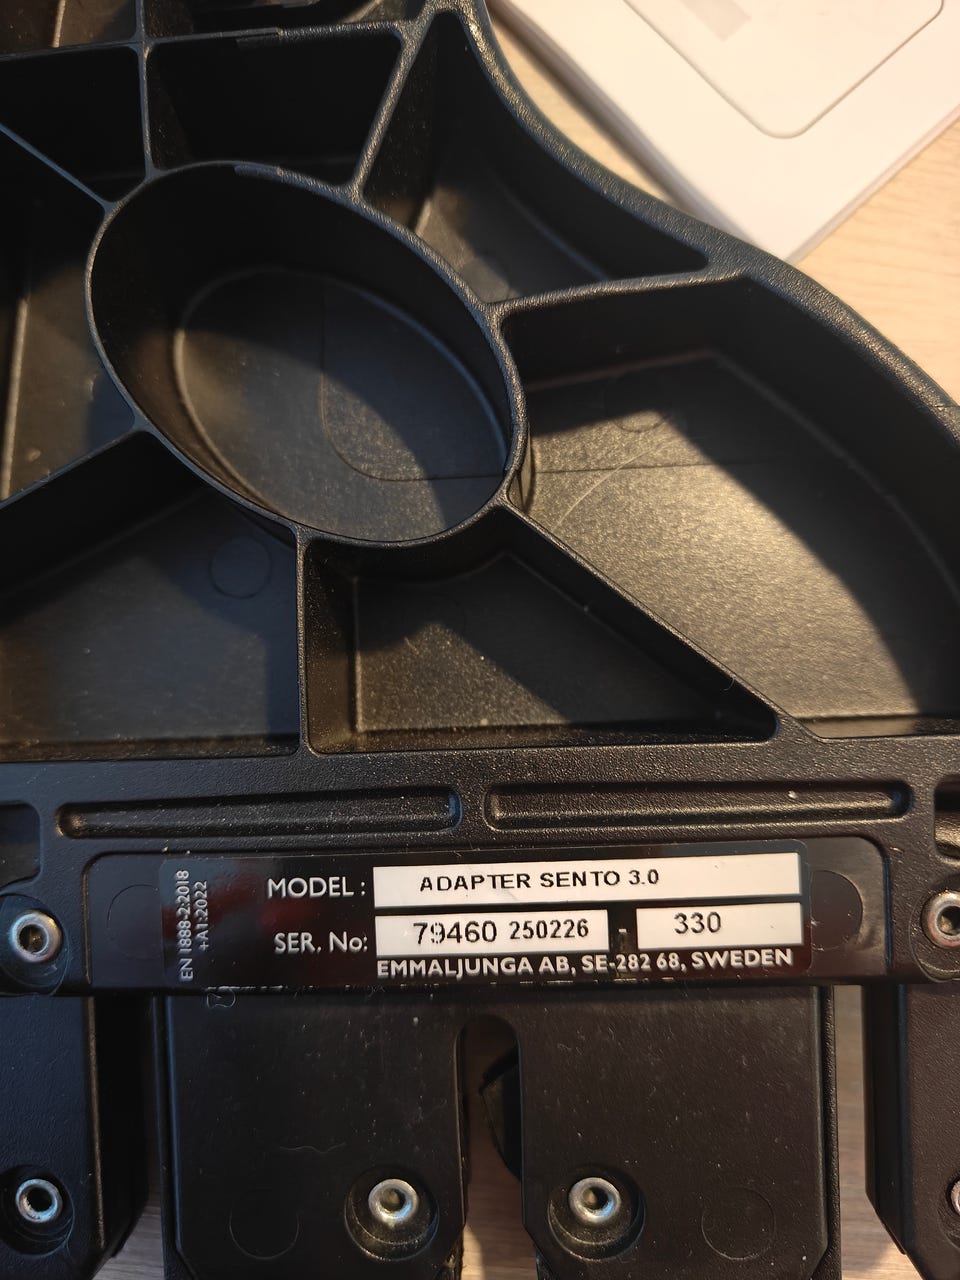 EN 1888-2:2018
+A1:2022
MODEL : ADAPTER SENTO 3.0
SER. No: 79460 250226 - 330
EMMALJUNGA AB, SE-282 68, SWEDEN